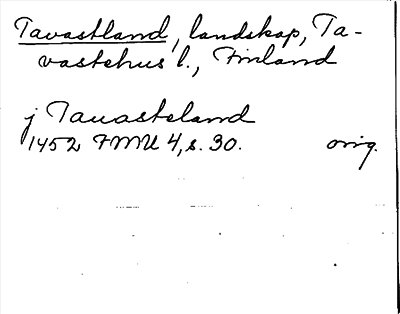 Tavastland, landskap, Ta-
vastehus l., Finland
j Tauasteland
1452 FMU 4, s. 30. orig.